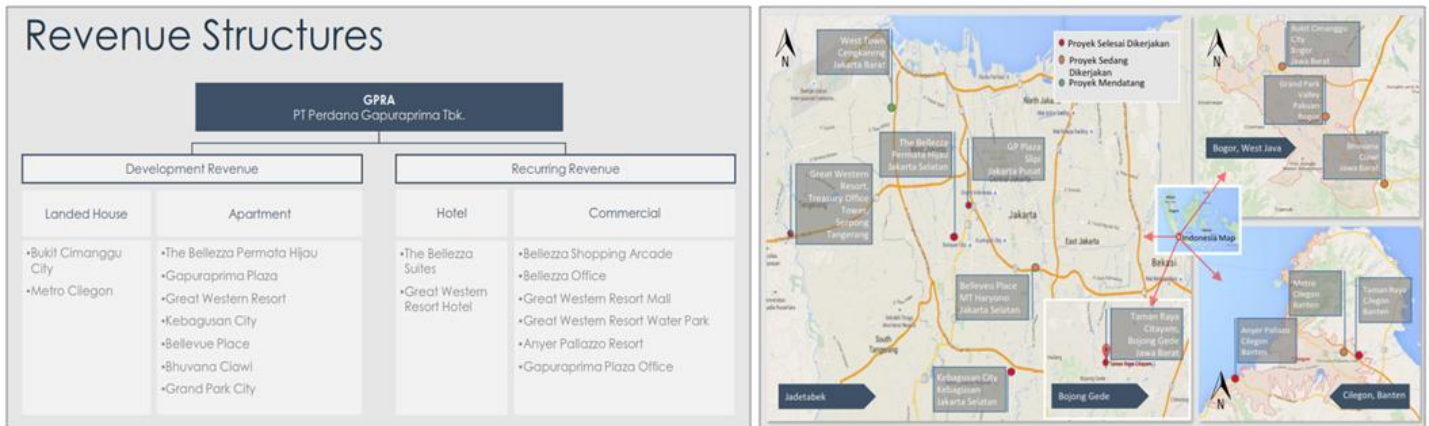 Revenue Structures
GPRA
PT Perdana Gapuraprima Tbk.
Development Revenue
Recurring Revenue
Landed House
Apartment
Hotel
Commercial
•Bukit Cimanggu
City
•Metro Cilegon
•The Bellezza Permata Hijau
•Gapuraprima Plaza
•Great Western Resort
•Kebagusan City
•Bellevue Place
•Bhuvana Ciawi
•Grand Park City
•The Bellezza
Suites
•Great Western
Resort Hotel
•Bellezza Shopping Arcade
•Bellezza Office
•Great Western Resort Mall
•Great Western Resort Water Park
•Anyer Pallazzo Resort
•Gapuraprima Plaza Office
N
West Town
Cengkareng
Jakarta Barat
Proyek Selesai Dikerjakan
Proyek Sedang
Dikerjakan
Proyek Mendatang
North Jakarta
The Bellezza
Permata Hijau
Jakarta Selatan
GP Plaza
Slipi
Jakarta Pusat
Great Western
Resort,
Treasury Office
Tower,
Serpong
Tangerang
Jakarta
East Jakarta
Bekasi
Belleveu Place
MT Haryono
Jakarta Selatan
South
Tangerang
Kebagusan City
Kebagusan
Jakarta Selatan
Jadetabek
Taman Raya
Citayam,
Bojong Gede
Jawa Barat
Bojong Gede
Indonesia Map
N
Bukit Cimanggu
City
Bogor
Jawa Barat
Grand Park
Valley
Pakuan
Bogor
Bhuvana
Ciawi
Jawa Barat
Bogor, West Java
Metro
Cilegon
Banten
Taman Raya
Cilegon
Banten
Anyer Pallazo
Cilegon
Banten
N
Cilegon, Banten